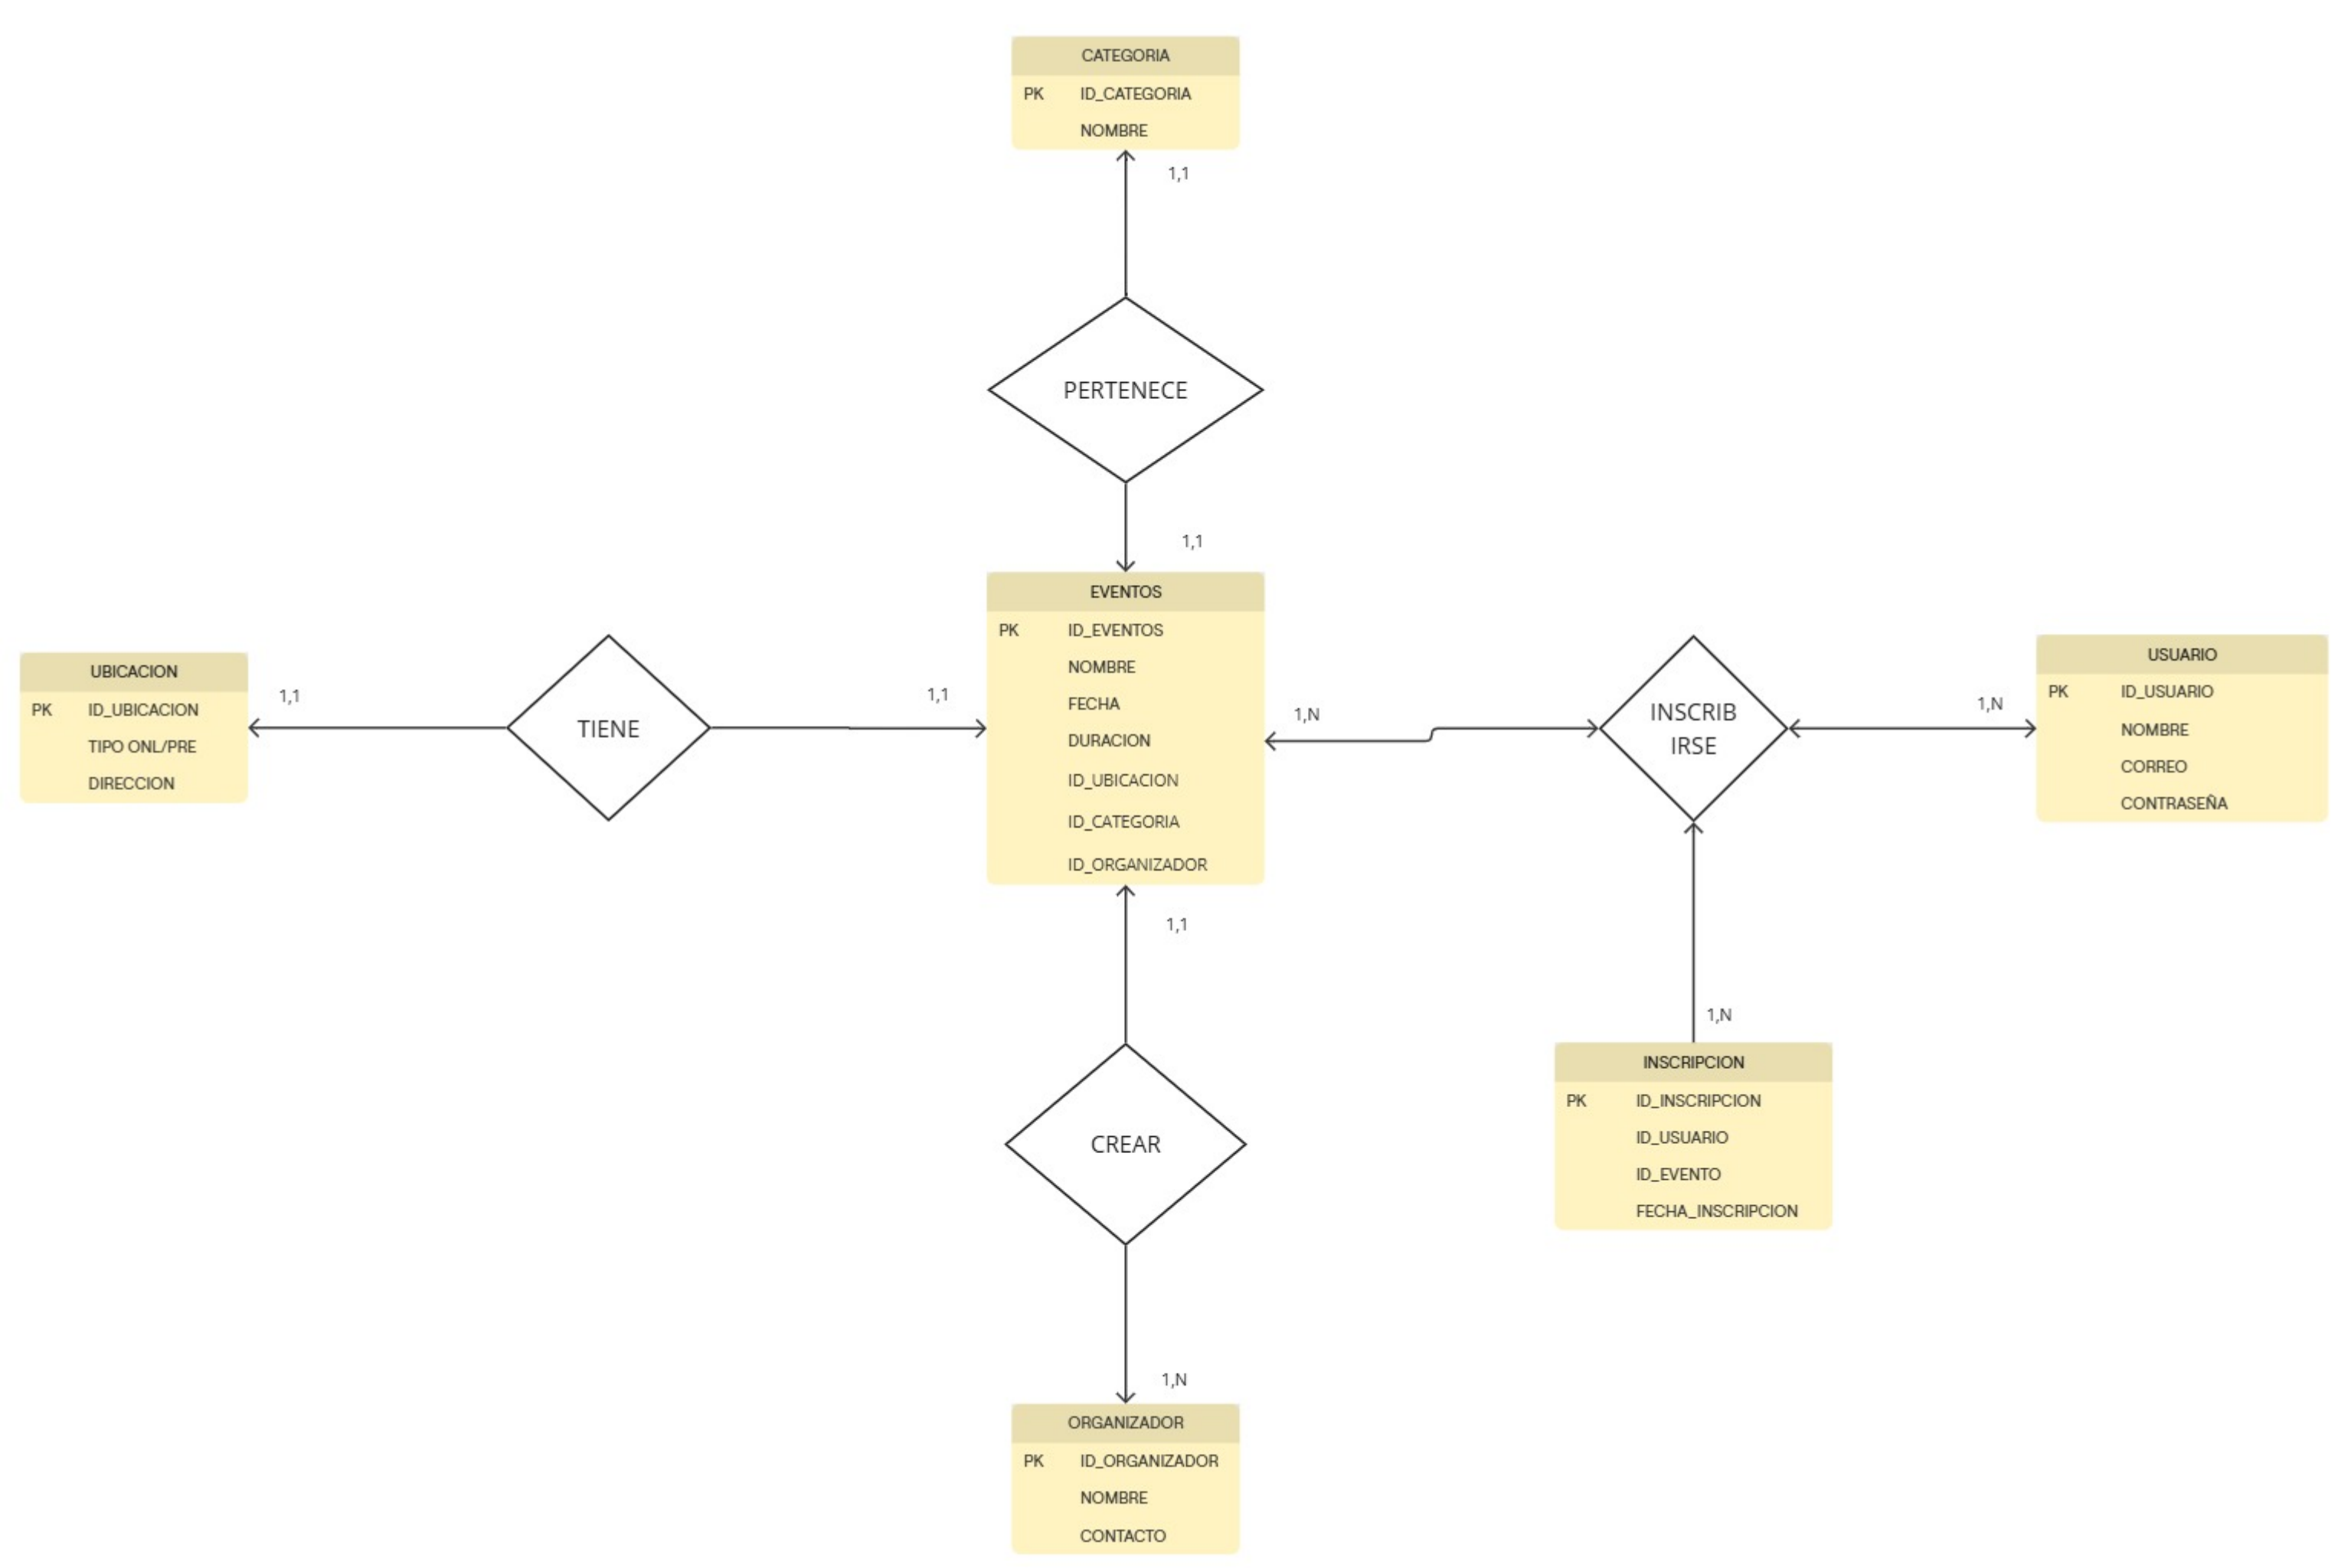 CATEGORIA
PK ID_CATEGORIA
NOMBRE
1,1
PERTENECE
1,1
EVENTOS
PK ID_EVENTOS
NOMBRE
FECHA
DURACION
ID_UBICACION
ID_CATEGORIA
ID_ORGANIZADOR
UBICACION
PK ID_UBICACION
TIPO ONL/PRE
DIRECCION
1,1
TIENE
1,1
1,N
INSCRIB
IRSE
1,N
USUARIO
PK ID_USUARIO
NOMBRE
CORREO
CONTRASEÑA
1,1
CREAR
1,N
ORGANIZADOR
PK ID_ORGANIZADOR
NOMBRE
CONTACTO
1,N
INSCRIPCION
PK ID_INSCRIPCION
ID_USUARIO
ID_EVENTO
FECHA_INSCRIPCION